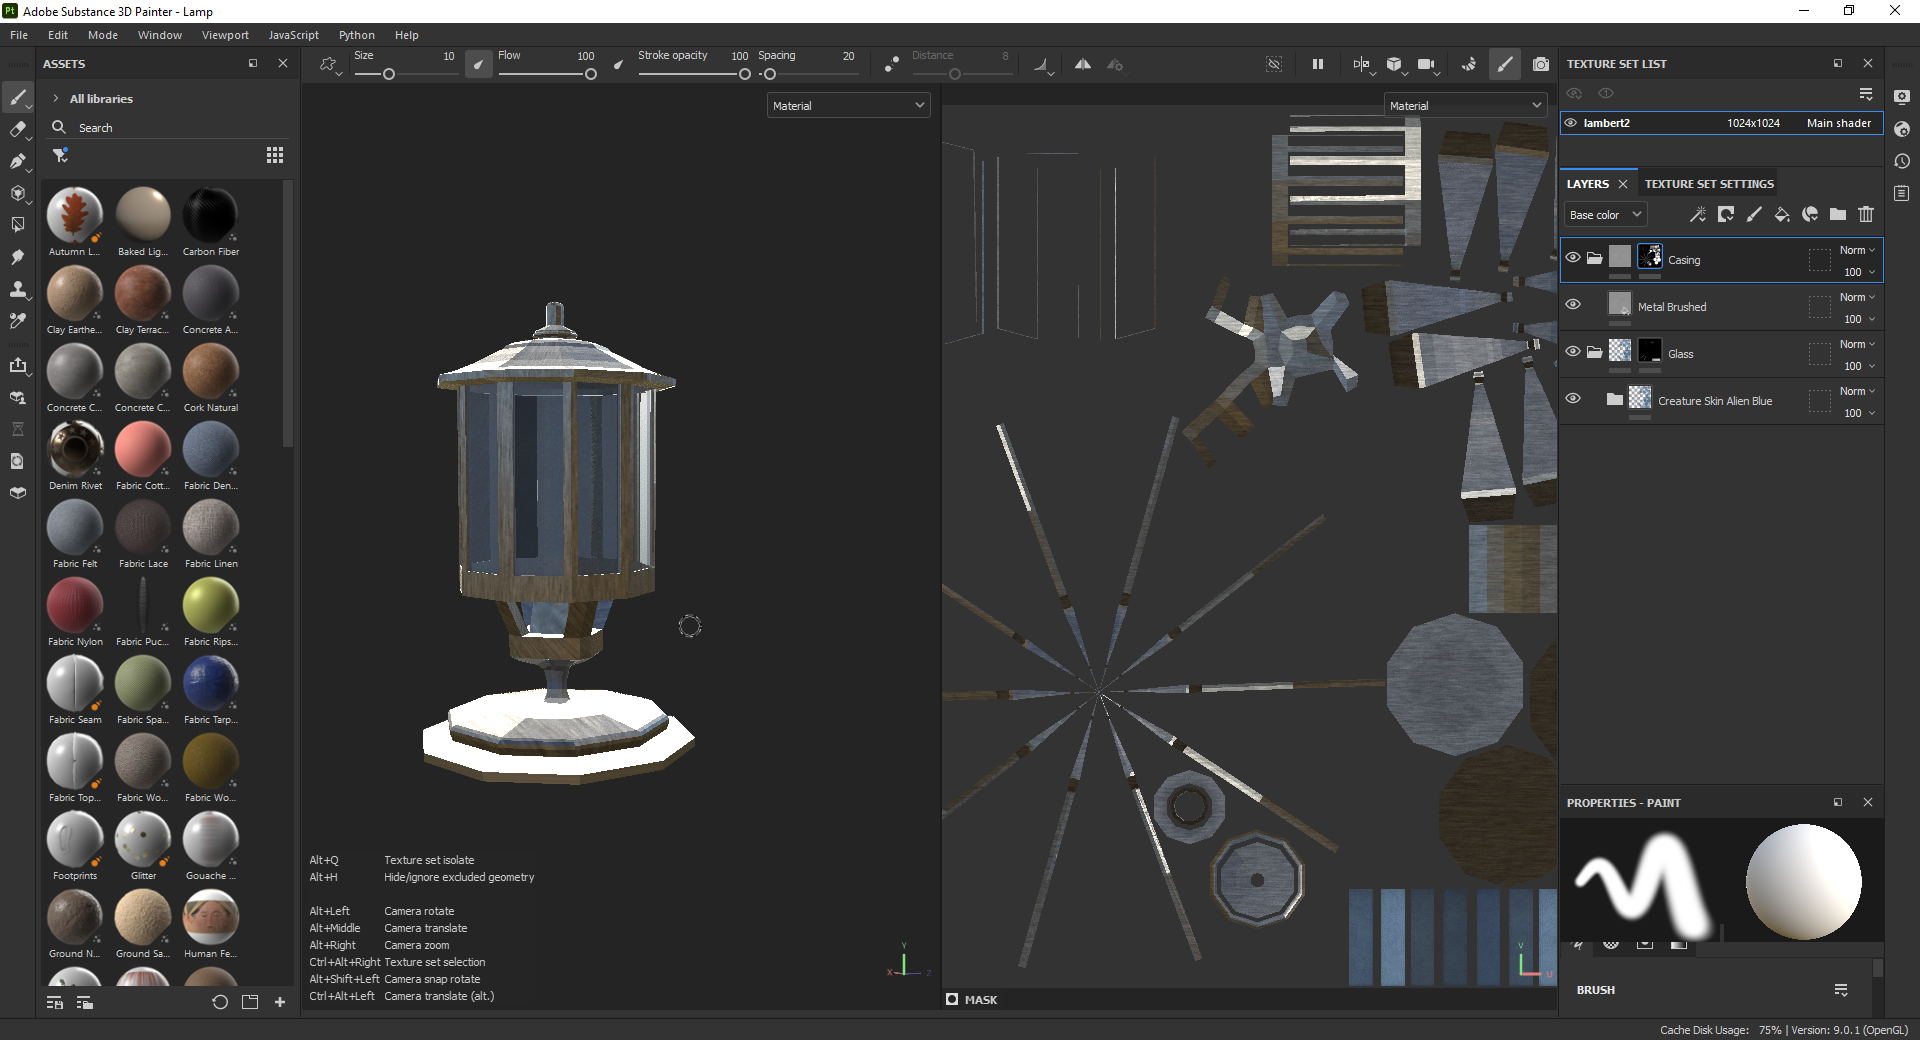 Pt Adobe Substance 3D Painter - Lamp
File Edit Mode Window Viewport JavaScript Python Help
ASSETS
All libraries
Search
Autumn L... Baked Lig... Carbon Fiber
Clay Earthe... Clay Terrac... Concrete A...
Concrete C... Concrete C... Cork Natural
Denim Rivet Fabric Cott... Fabric Den...
Fabric Felt Fabric Lace Fabric Linen
Fabric Nylon Fabric Puc... Fabric Rips...
Fabric Seam Fabric Spa... Fabric Tarp...
Fabric Top... Fabric Wo... Fabric Wo...
Footprints Glitter Gouache ...
Ground N... Ground Sa... Human Fe...
Size 10 Flow 100 Stroke opacity 100 Spacing 20 Distance 8
Material
Material
Alt+Q Texture set isolate
Alt+H Hide/ignore excluded geometry
Alt+Left Camera rotate
Alt+Middle Camera translate
Alt+Right Camera zoom
Ctrl+Alt+Right Texture set selection
Alt+Shift+Left Camera snap rotate
Ctrl+Alt+Left Camera translate (alt.)
Y
X Z
V
U
MASK
TEXTURE SET LIST
lambert2 1024x1024 Main shader
LAYERS TEXTURE SET SETTINGS
Base color
Casing Norm 100
Metal Brushed Norm 100
Glass Norm 100
Creature Skin Alien Blue Norm 100
PROPERTIES - PAINT
BRUSH
Cache Disk Usage: 75% | Version: 9.0.1 (OpenGL)